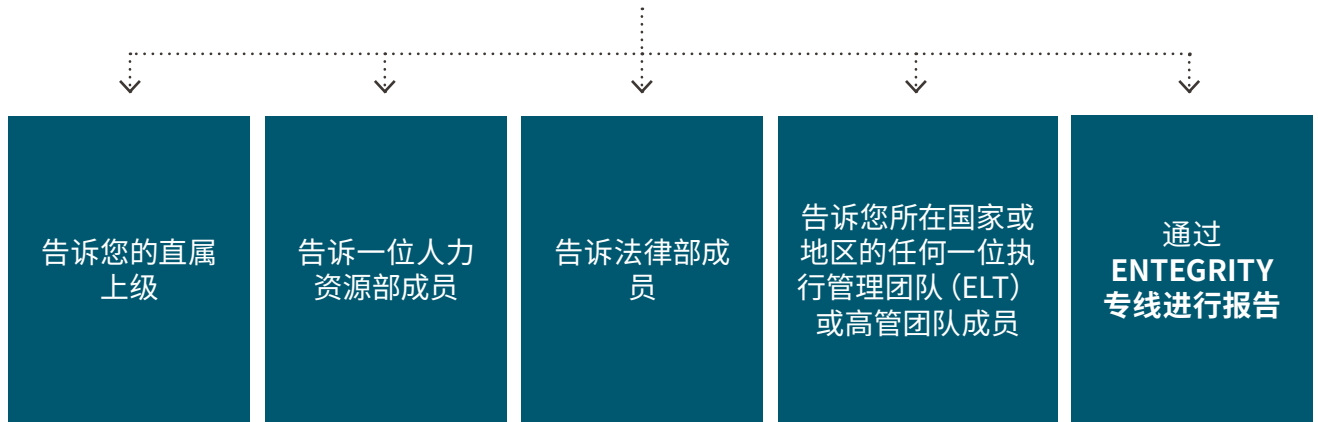 告诉您的直属
上级
告诉一位人力
资源部成员
告诉法律部成
员
告诉您所在国家或
地区的任何一位执
行管理团队（ELT）
或高管团队成员
通过
ENTEGRITY
专线进行报告